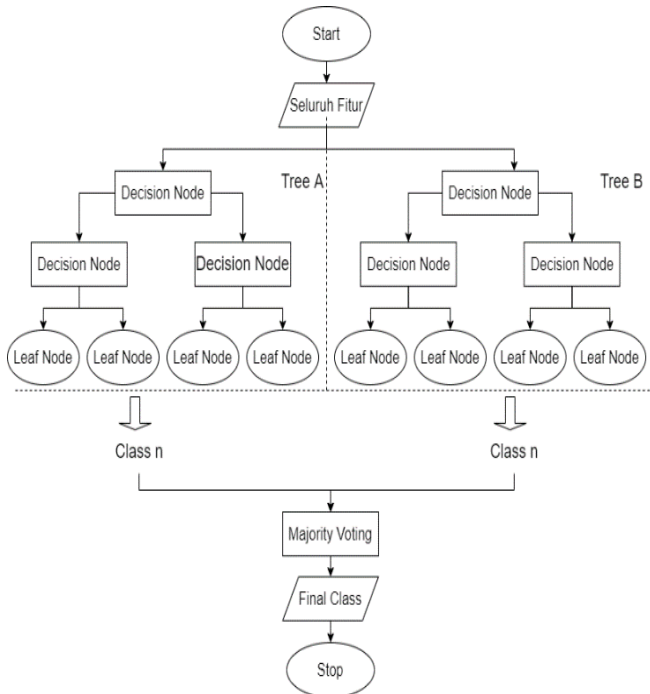 Start
Seluruh Fitur
Tree A
Tree B
Decision Node
Decision Node
Decision Node
Decision Node
Decision Node
Decision Node
Leaf Node
Leaf Node
Leaf Node
Leaf Node
Leaf Node
Leaf Node
Leaf Node
Leaf Node
Class n
Class n
Majority Voting
Final Class
Stop